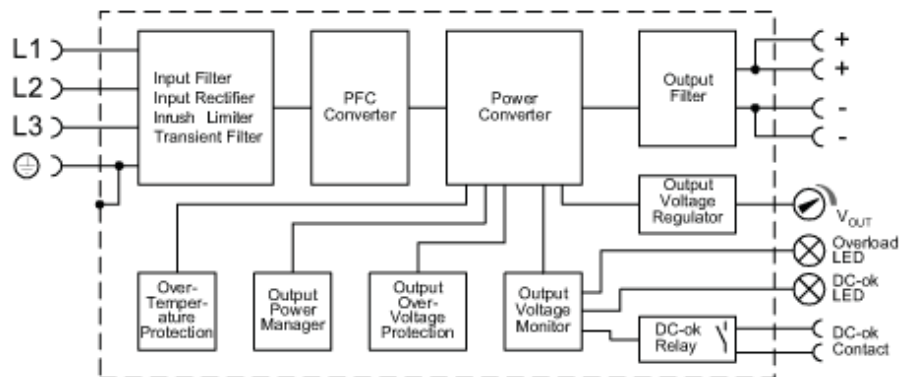 L1
L2
L3
Input Filter
Input Rectifier
Inrush Limiter
Transient Filter
PFC
Converter
Power
Converter
Output
Filter
+
+
-
-
Output
Voltage
Regulator
VOUT
Overload
LED
DC-ok
LED
Over-
Temper-
ature
Protection
Output
Power
Manager
Output
Over-
Voltage
Protection
Output
Voltage
Monitor
DC-ok
Relay
DC-ok
Contact